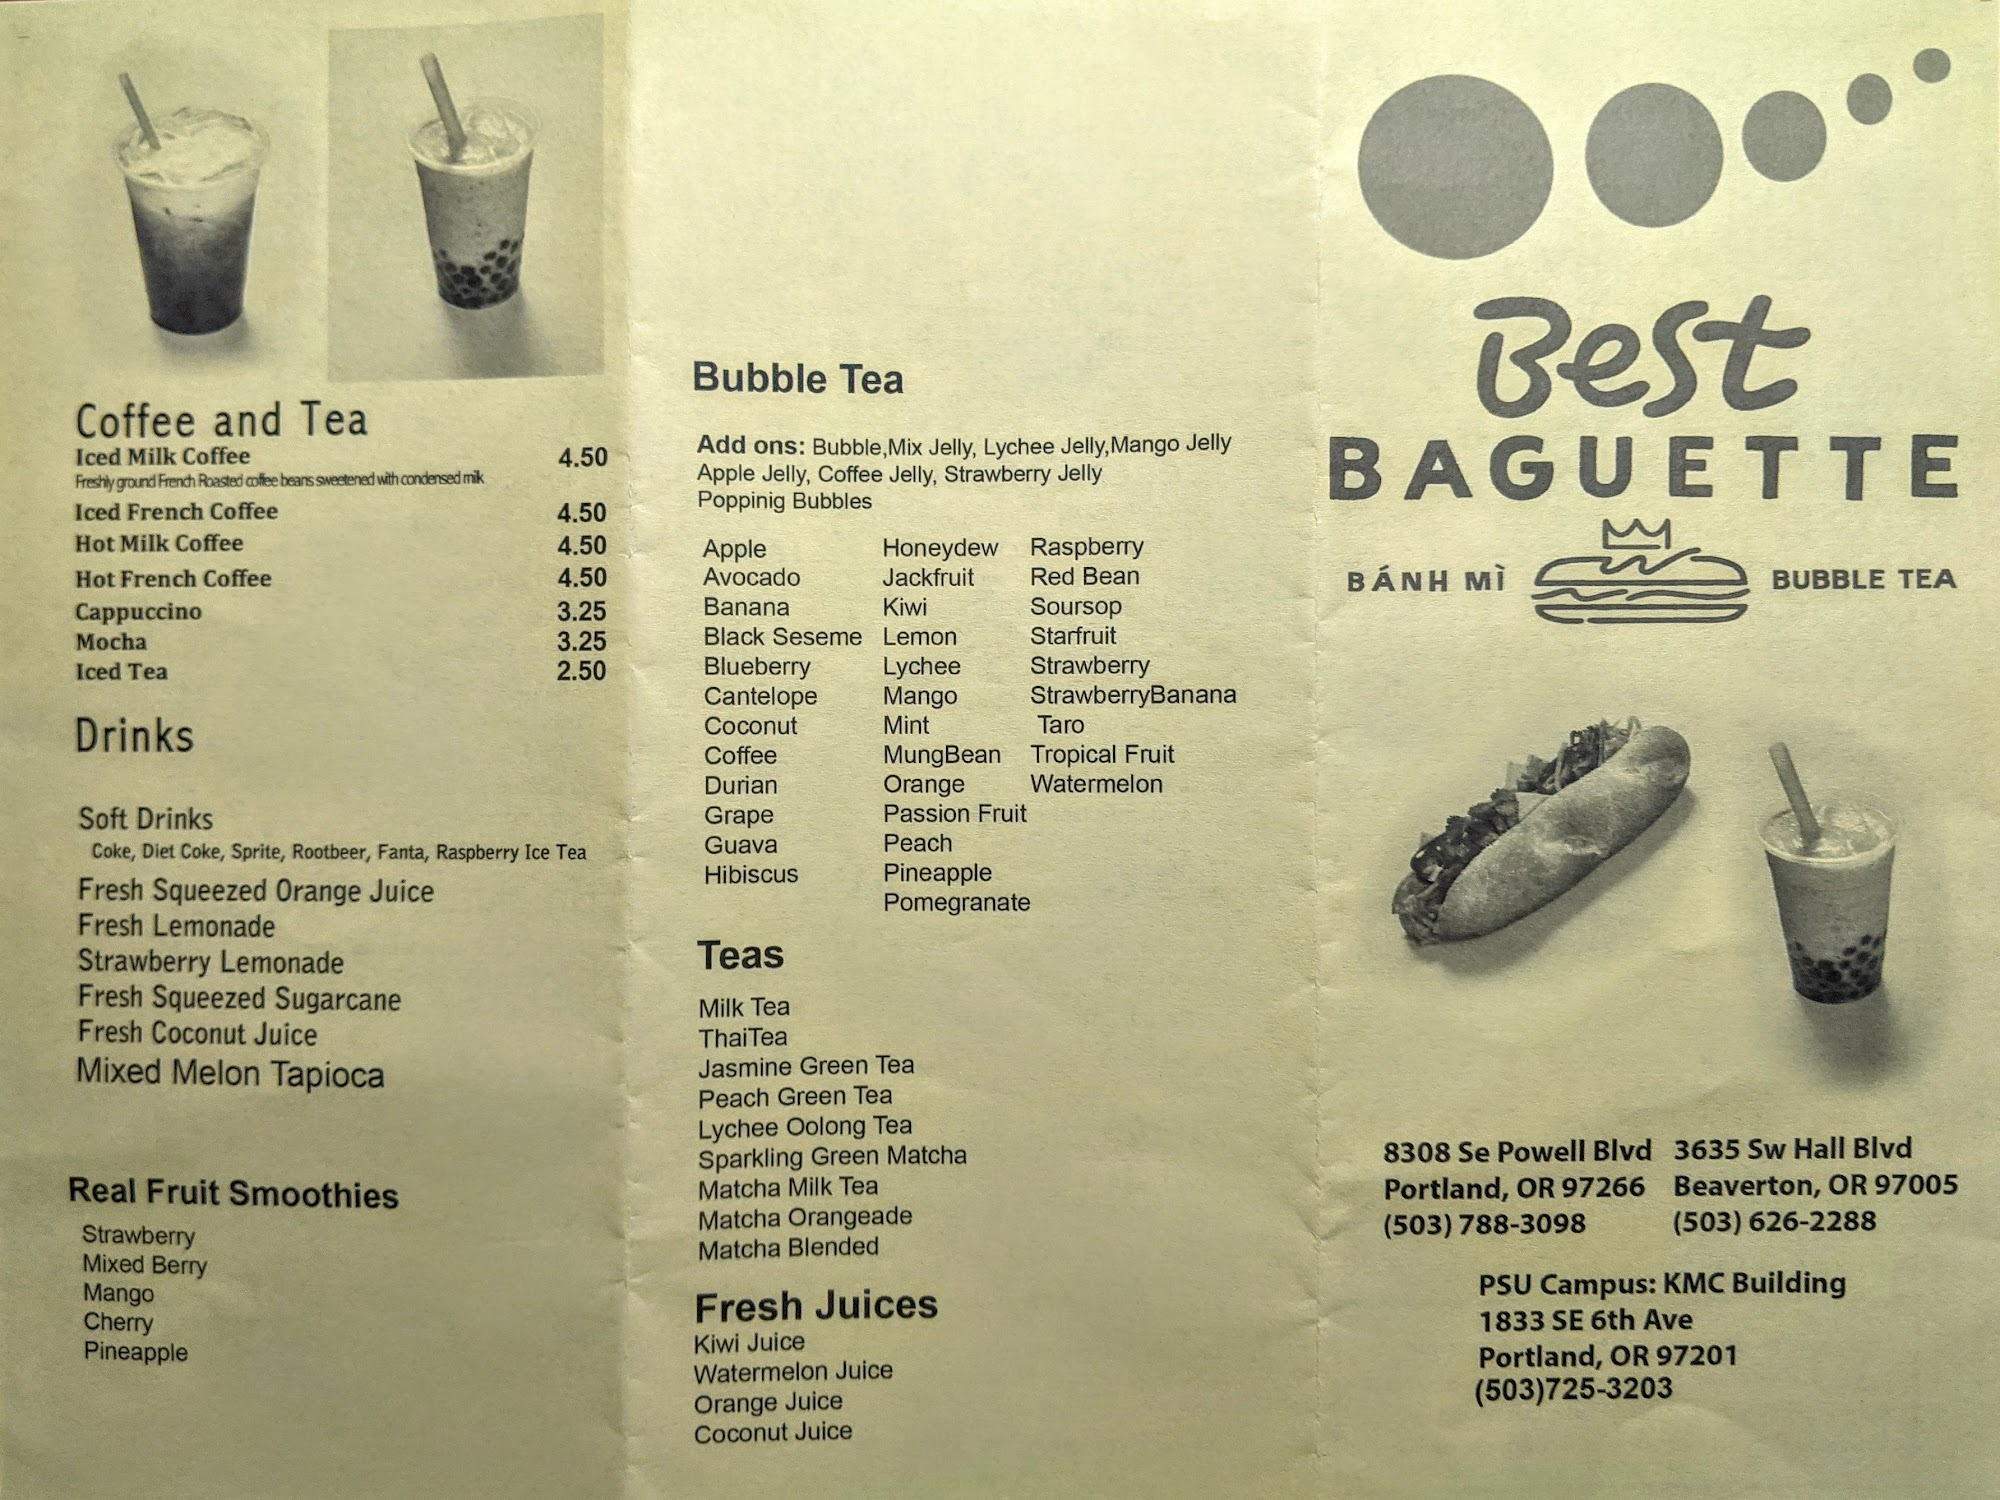 Coffee and Tea
Iced Milk Coffee 4.50
Freshly ground French Roasted coffee beans sweetened with condensed milk
Iced French Coffee 4.50
Hot Milk Coffee 4.50
Hot French Coffee 4.50
Cappuccino 3.25
Mocha 3.25
Iced Tea 2.50
Drinks
Soft Drinks
Coke, Diet Coke, Sprite, Rootbeer, Fanta, Raspberry Ice Tea
Fresh Squeezed Orange Juice
Fresh Lemonade
Strawberry Lemonade
Fresh Squeezed Sugarcane
Fresh Coconut Juice
Mixed Melon Tapioca
Real Fruit Smoothies
Strawberry
Mixed Berry
Mango
Cherry
Pineapple
Bubble Tea
Add ons: Bubble,Mix Jelly, Lychee Jelly,Mango Jelly
Apple Jelly, Coffee Jelly, Strawberry Jelly
Poppinig Bubbles
Apple
Avocado
Banana
Black Seseme
Blueberry
Cantelope
Coconut
Coffee
Durian
Grape
Guava
Hibiscus
Honeydew
Jackfruit
Kiwi
Lemon
Lychee
Mango
Mint
MungBean
Orange
Passion Fruit
Peach
Pineapple
Pomegranate
Raspberry
Red Bean
Soursop
Starfruit
Strawberry
StrawberryBanana
Taro
Tropical Fruit
Watermelon
Teas
Milk Tea
ThaiTea
Jasmine Green Tea
Peach Green Tea
Lychee Oolong Tea
Sparkling Green Matcha
Matcha Milk Tea
Matcha Orangeade
Matcha Blended
Fresh Juices
Kiwi Juice
Watermelon Juice
Orange Juice
Coconut Juice
Best
BAGUETTE
BÁNH MÌ BUBBLE TEA
8308 Se Powell Blvd
Portland, OR 97266
(503) 788-3098
3635 Sw Hall Blvd
Beaverton, OR 97005
(503) 626-2288
PSU Campus: KMC Building
1833 SE 6th Ave
Portland, OR 97201
(503)725-3203